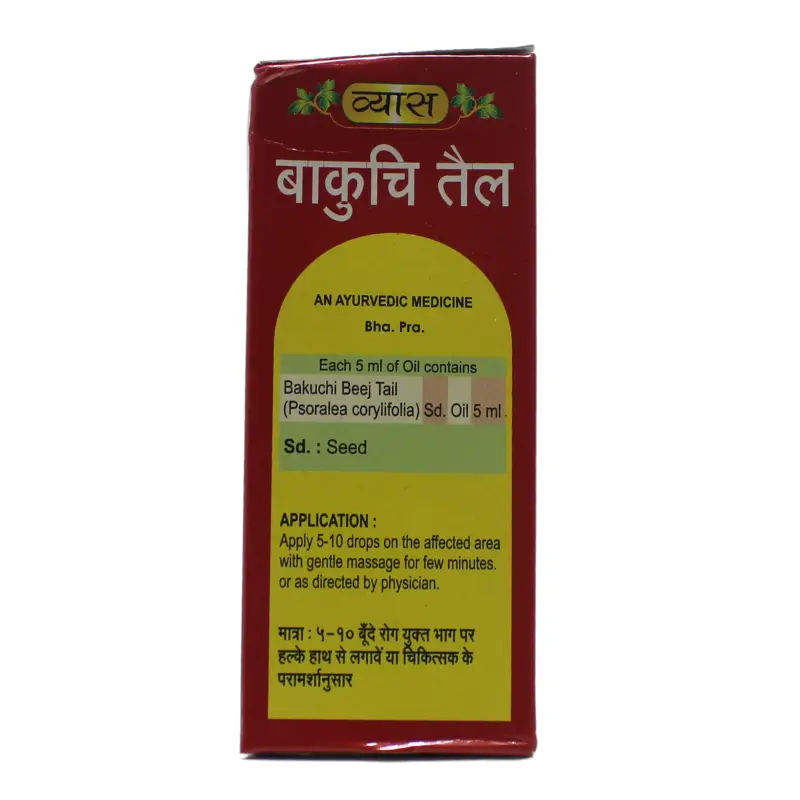 व्यास
बाकुचि तैल
AN AYURVEDIC MEDICINE
Bha. Pra.
Each 5 ml of Oil contains
Bakuchi Beej Tail
(Psoralea corylifolia) Sd. Oil 5 ml .
Sd. : Seed
APPLICATION :
Apply 5-10 drops on the affected area
with gentle massage for few minutes.
or as directed by physician.
मात्रा : ५-१० बूँदे रोग युक्त भाग पर
हल्के हाथ से लगावें या चिकित्सक के
परामर्शानुसार